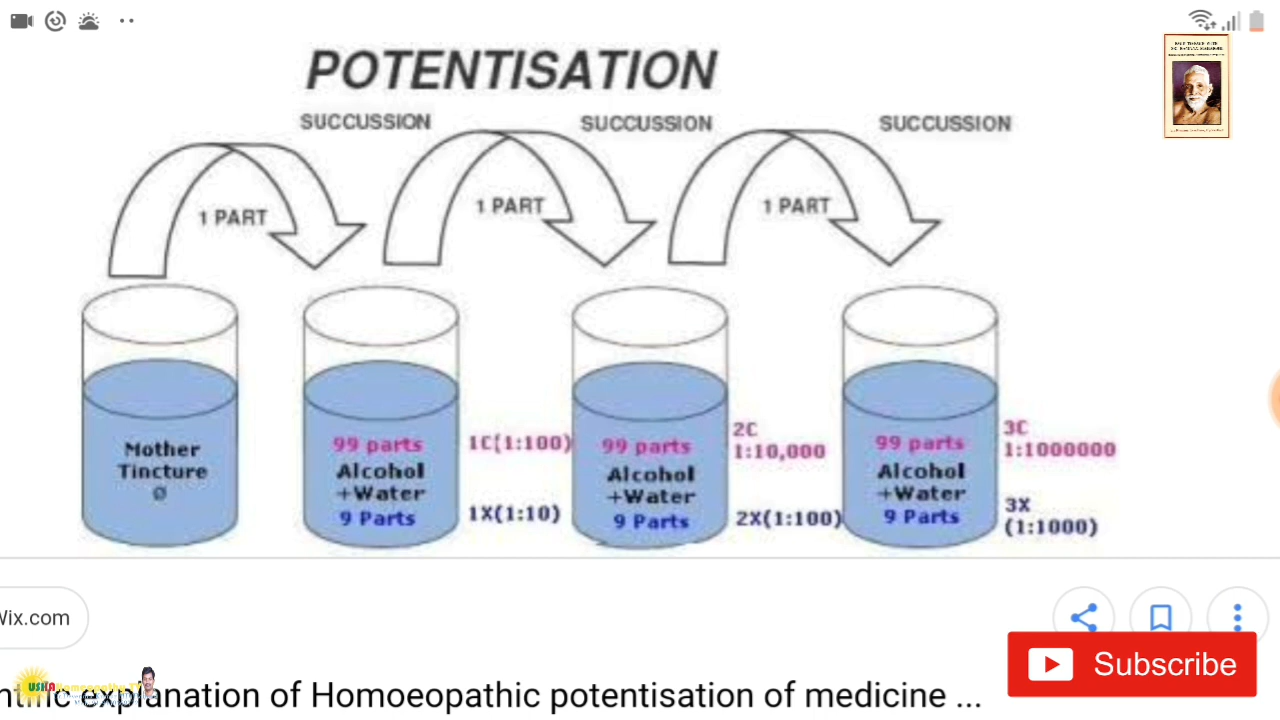 POTENTISATION
SUCCUSSION
SUCCUSSION
SUCCUSSION
1 PART
1 PART
1 PART
Mother
Tincture
Ø
99 parts
Alcohol
+Water
9 Parts
1C(1:100)
1X(1:10)
99 parts
Alcohol
+Water
9 Parts
2C
1:10,000
2X(1:100)
99 parts
Alcohol
+Water
9 Parts
3C
1:1000000
3X
(1:1000)
Wix.com
Subscribe
explanation of Homoeopathic potentisation of medicine ...